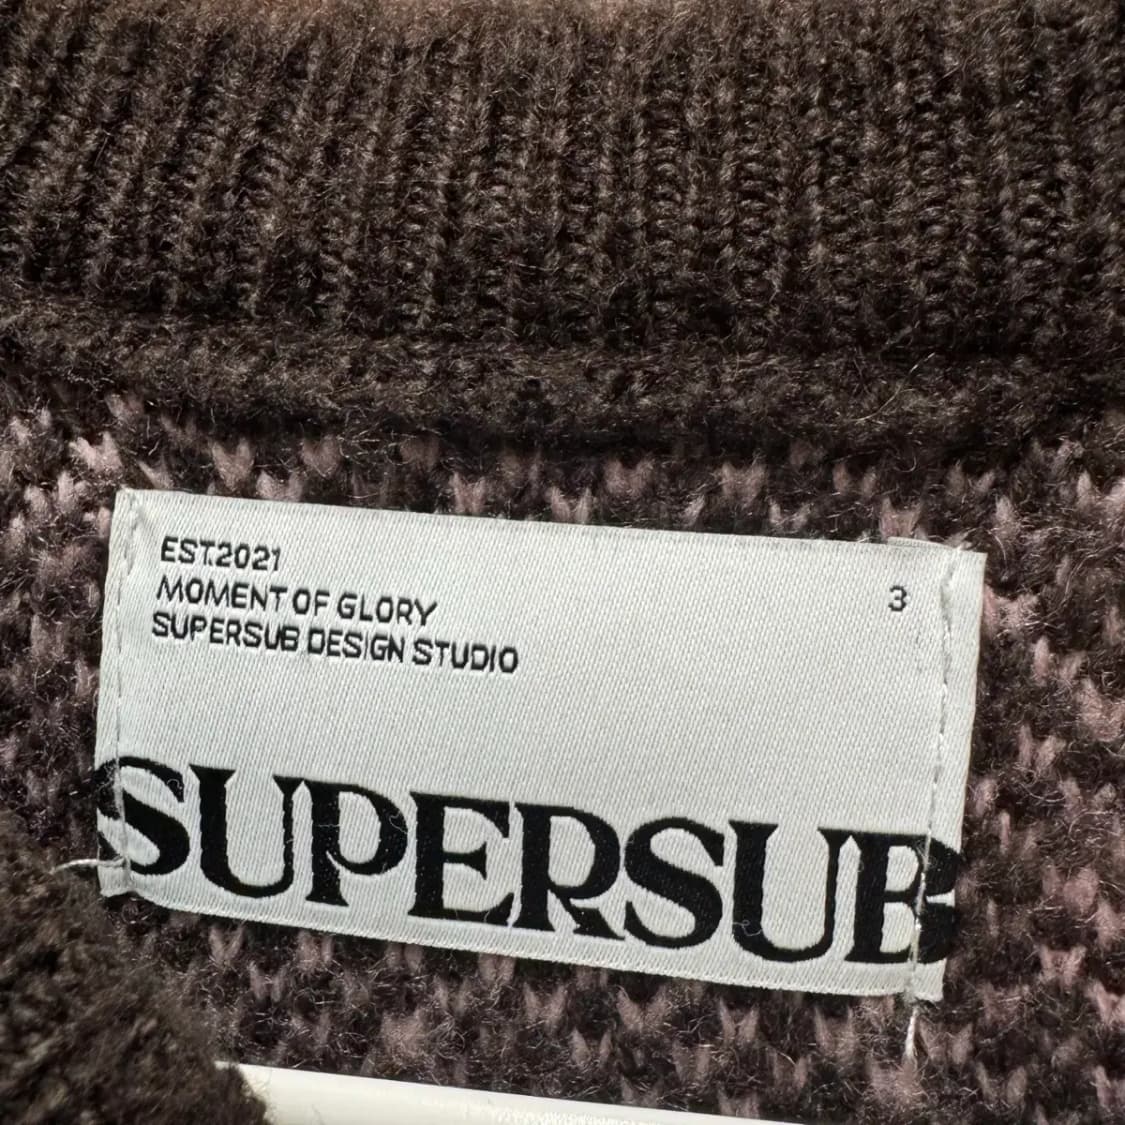 EST.2021
MOMENT OF GLORY
SUPERSUB DESIGN STUDIO
3
SUPERSUB